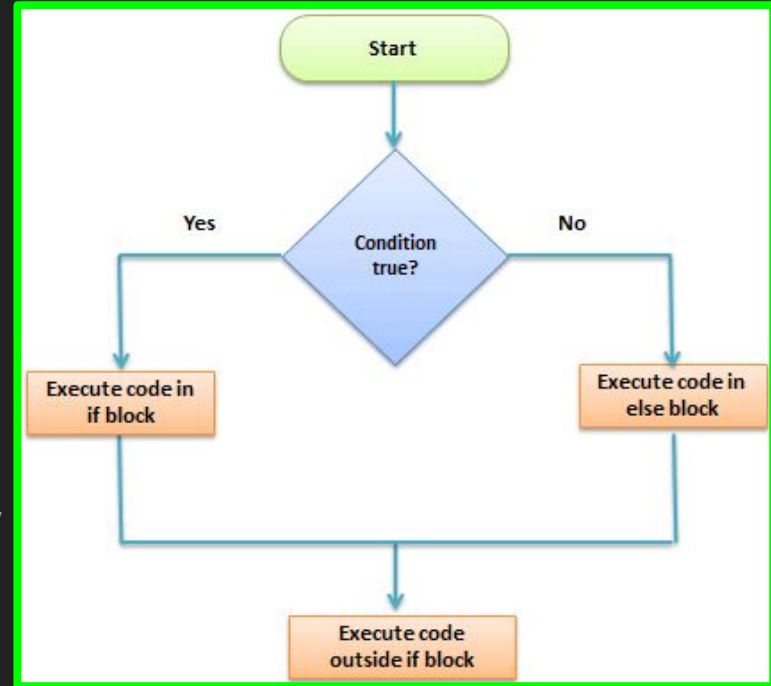 Start
Yes
No
Condition
true?
Execute code in
if block
Execute code in
else block
Execute code
outside if block